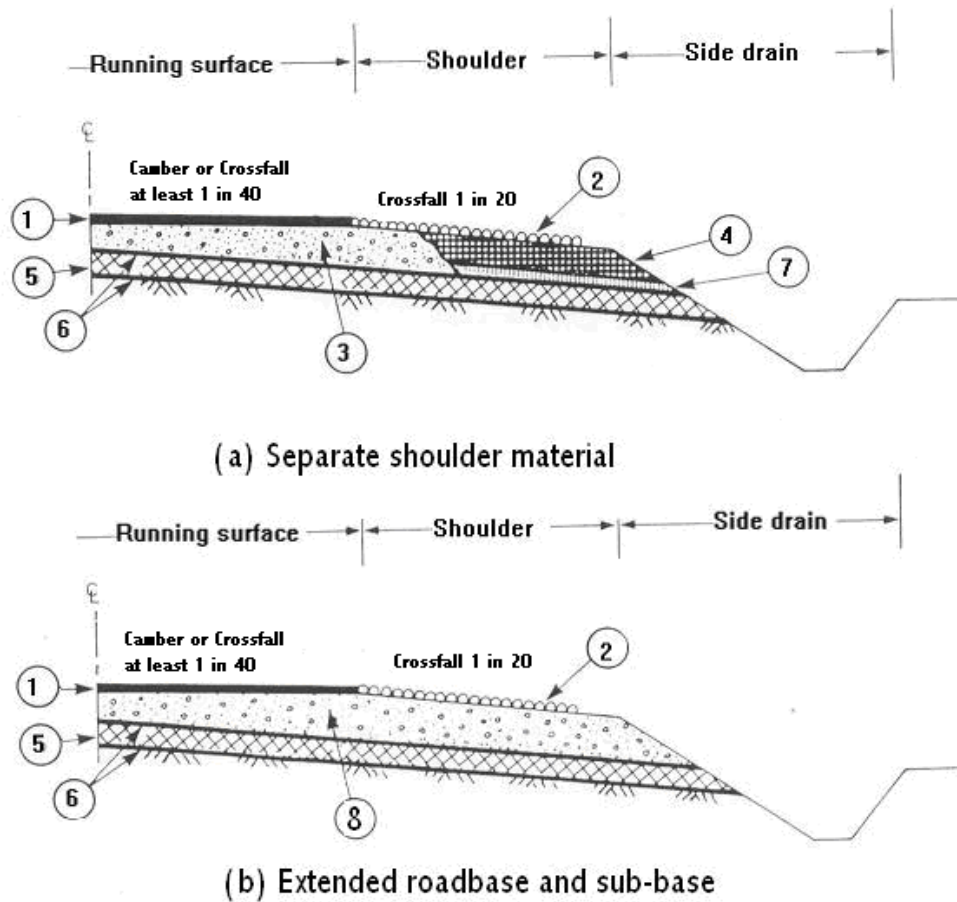 Running surface
Shoulder
Side drain
℄
Camber or Crossfall
at least 1 in 40
Crossfall 1 in 20
1
2
3
4
5
6
7
(a) Separate shoulder material
Running surface
Shoulder
Side drain
℄
Camber or Crossfall
at least 1 in 40
Crossfall 1 in 20
1
2
5
6
8
(b) Extended roadbase and sub-base